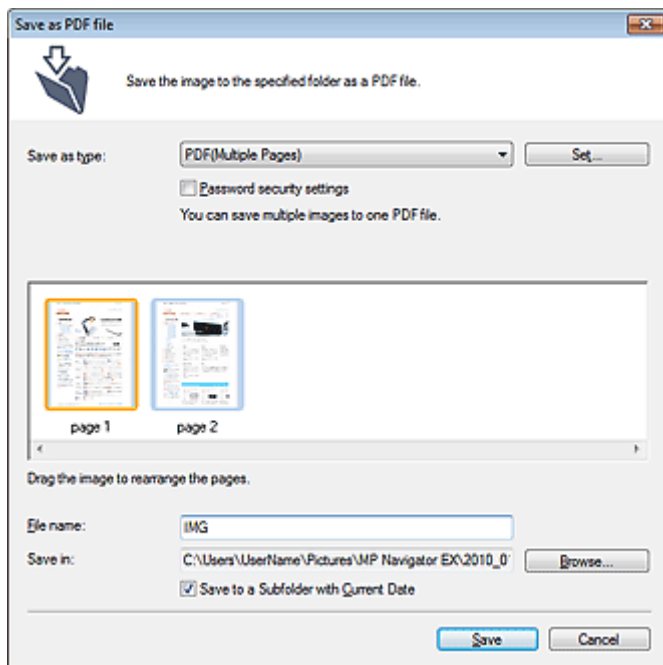 Save as PDF file
Save the image to the specified folder as a PDF file.
Save as type:
PDF(Multiple Pages)
Set...
Password security settings
You can save multiple images to one PDF file.
page 1
page 2
Drag the image to rearrange the pages.
File name:
IMG
Save in:
C:\Users\UserName\Pictures\MP Navigator EX\2010_0
Browse...
Save to a Subfolder with Current Date
Save
Cancel